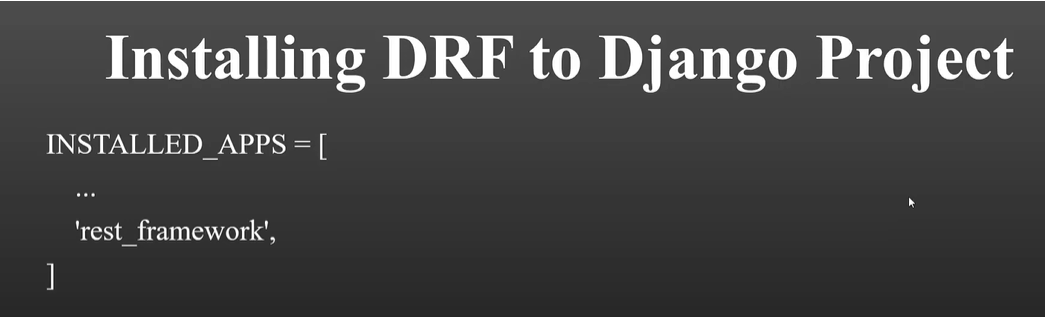 Installing DRF to Django Project
INSTALLED_APPS = [
...
'rest_framework',
]